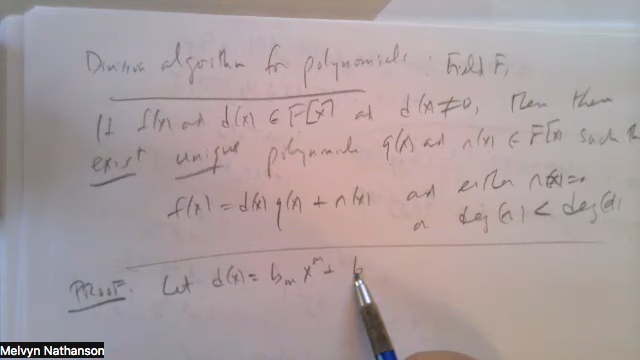 Division algorithm for polynomials: Field F,
If f(x) and d(x) ∈ F[x] and d(x) ≠ 0, then there
exist unique polynomials q(x) and r(x) ∈ F[x] such th
f(x) = d(x) q(x) + r(x) and either r(x) = 0
or deg(r) < deg(d)
PROOF. Let d(x) = b_m x^m + b
Melvyn Nathanson